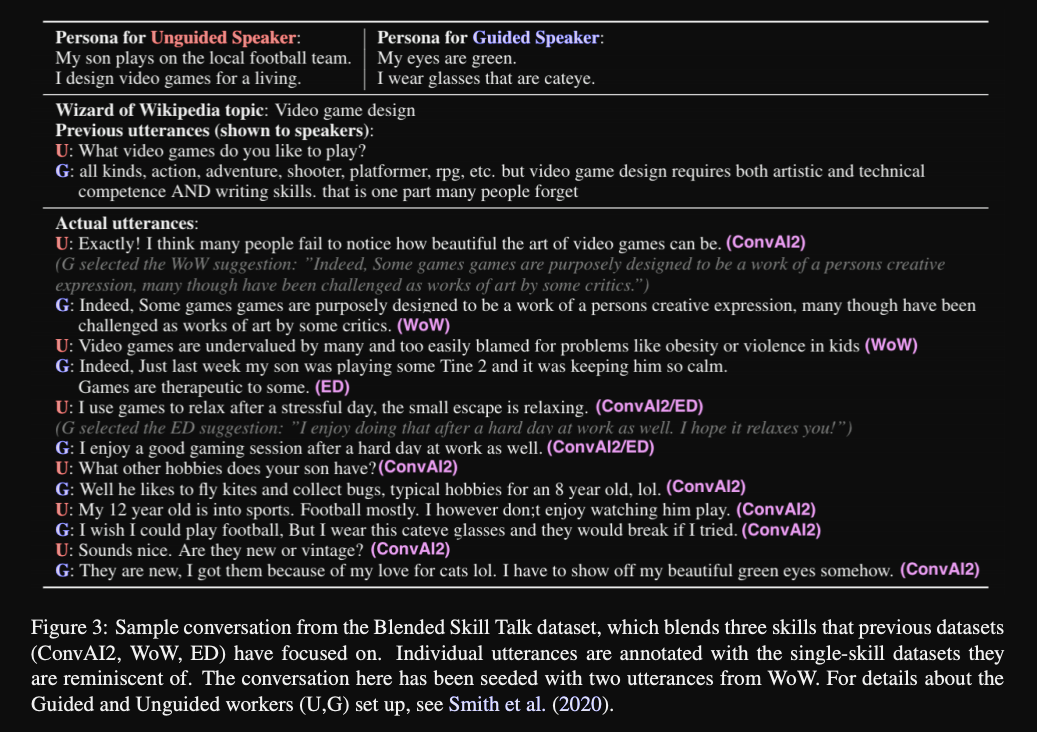 Persona for Unguided Speaker:
My son plays on the local football team.
I design video games for a living.
Persona for Guided Speaker:
My eyes are green.
I wear glasses that are cateye.
Wizard of Wikipedia topic: Video game design
Previous utterances (shown to speakers):
U: What video games do you like to play?
G: all kinds, action, adventure, shooter, platformer, rpg, etc. but video game design requires both artistic and technical
competence AND writing skills. that is one part many people forget
Actual utterances:
U: Exactly! I think many people fail to notice how beautiful the art of video games can be. (ConvAI2)
(G selected the WoW suggestion: ”Indeed, Some games games are purposely designed to be a work of a persons creative
expression, many though have been challenged as works of art by some critics.”)
G: Indeed, Some games games are purposely designed to be a work of a persons creative expression, many though have been
challenged as works of art by some critics. (WoW)
U: Video games are undervalued by many and too easily blamed for problems like obesity or violence in kids (WoW)
G: Indeed, Just last week my son was playing some Tine 2 and it was keeping him so calm.
Games are therapeutic to some. (ED)
U: I use games to relax after a stressful day, the small escape is relaxing. (ConvAI2/ED)
(G selected the ED suggestion: ”I enjoy doing that after a hard day at work as well. I hope it relaxes you!”)
G: I enjoy a good gaming session after a hard day at work as well. (ConvAI2/ED)
U: What other hobbies does your son have? (ConvAI2)
G: Well he likes to fly kites and collect bugs, typical hobbies for an 8 year old, lol. (ConvAI2)
U: My 12 year old is into sports. Football mostly. I however don;t enjoy watching him play. (ConvAI2)
G: I wish I could play football, But I wear this cateye glasses and they would break if I tried. (ConvAI2)
U: Sounds nice. Are they new or vintage? (ConvAI2)
G: They are new, I got them because of my love for cats lol. I have to show off my beautiful green eyes somehow. (ConvAI2)
Figure 3: Sample conversation from the Blended Skill Talk dataset, which blends three skills that previous datasets
(ConvAI2, WoW, ED) have focused on. Individual utterances are annotated with the single-skill datasets they
are reminiscent of. The conversation here has been seeded with two utterances from WoW. For details about the
Guided and Unguided workers (U,G) set up, see Smith et al. (2020).